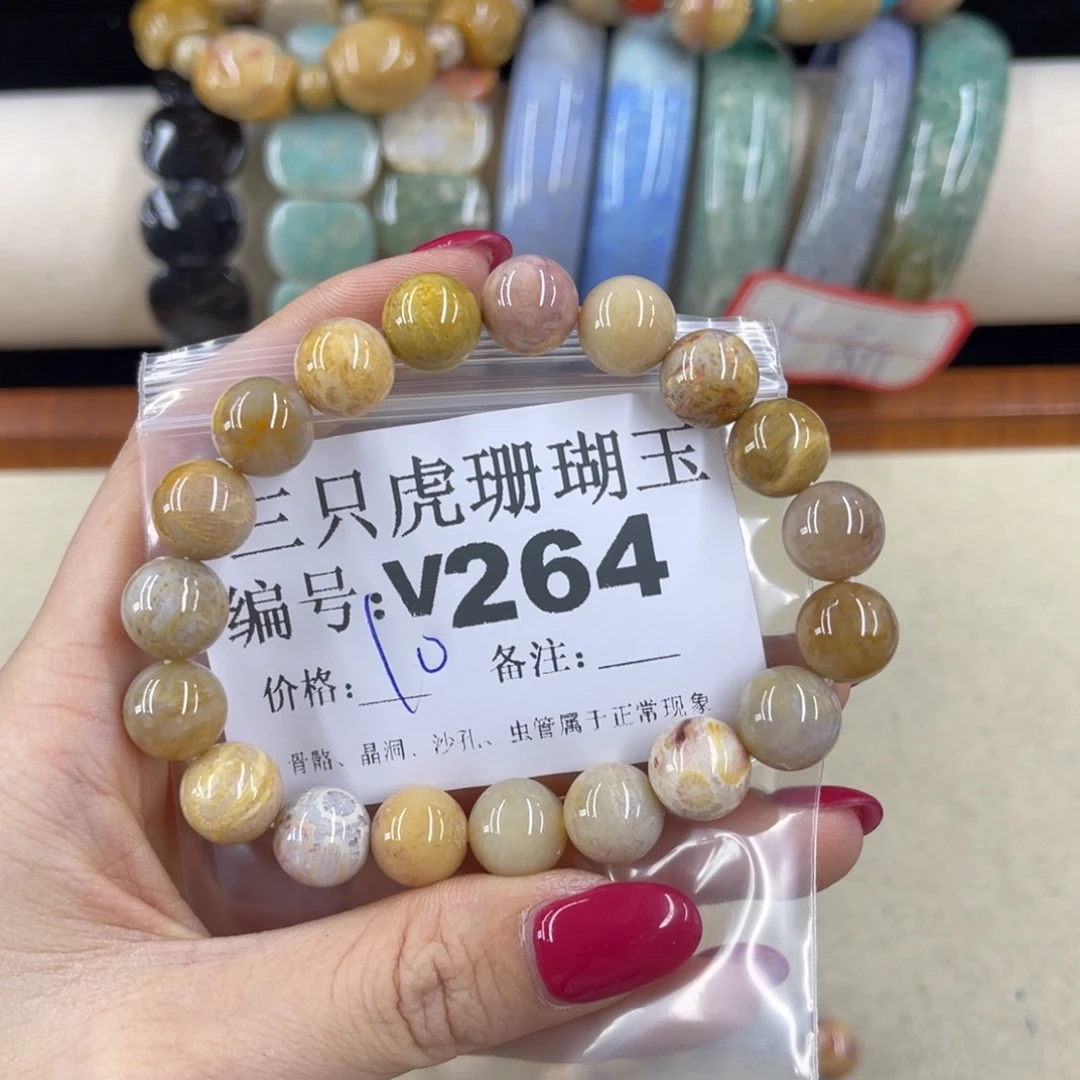 三只虎珊瑚玉
编号:V264
价格: 10 备注:
骨骼、晶洞、沙孔、虫管属于正常现象